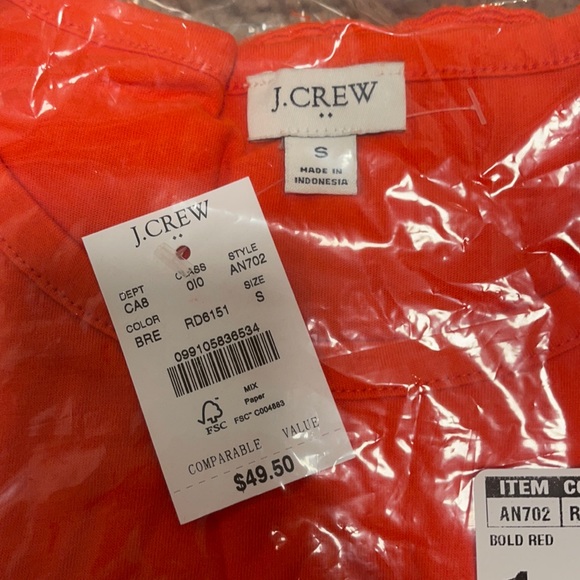 J.CREW
S
MADE IN
INDONESIA
J.CREW
DEPT CLASS STYLE
CA8 010 AN702
COLOR SIZE
BRE RD6151 S
099105836534
MIX
Paper
FSC
FSC® C004883
COMPARABLE VALUE
$49.50
ITEM
AN702 R
BOLD RED